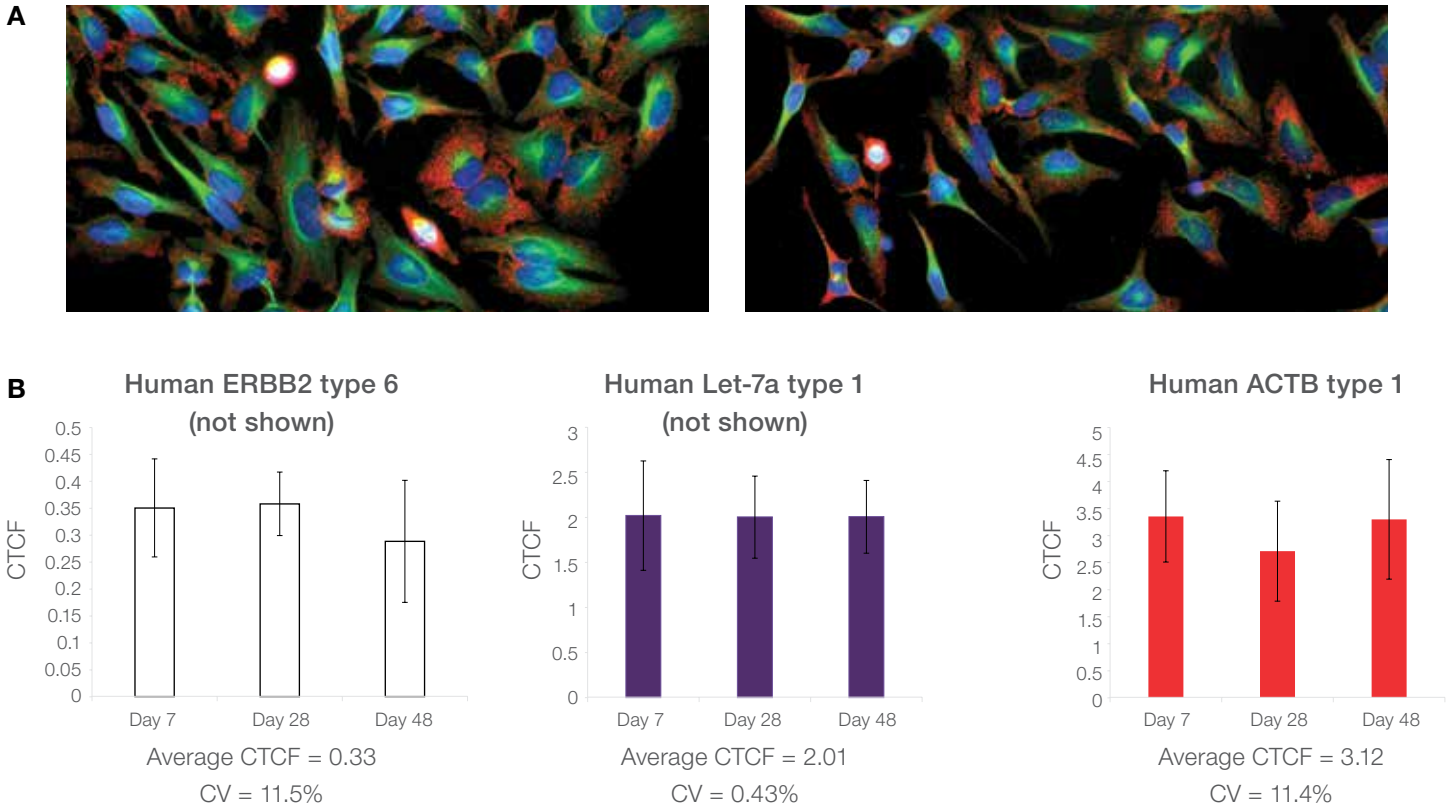 A
B
Human ERBB2 type 6
(not shown)
0.5
0.45
0.4
0.35
0.3
0.25
0.2
0.15
0.1
0.05
0
CTCF
Day 7 Day 28 Day 48
Average CTCF = 0.33
CV = 11.5%
Human Let-7a type 1
(not shown)
3
2.5
2
1.5
1
0.5
0
CTCF
Day 7 Day 28 Day 48
Average CTCF = 2.01
CV = 0.43%
Human ACTB type 1
5
4.5
4
3.5
3
2.5
2
1.5
1
0.5
0
CTCF
Day 7 Day 28 Day 48
Average CTCF = 3.12
CV = 11.4%